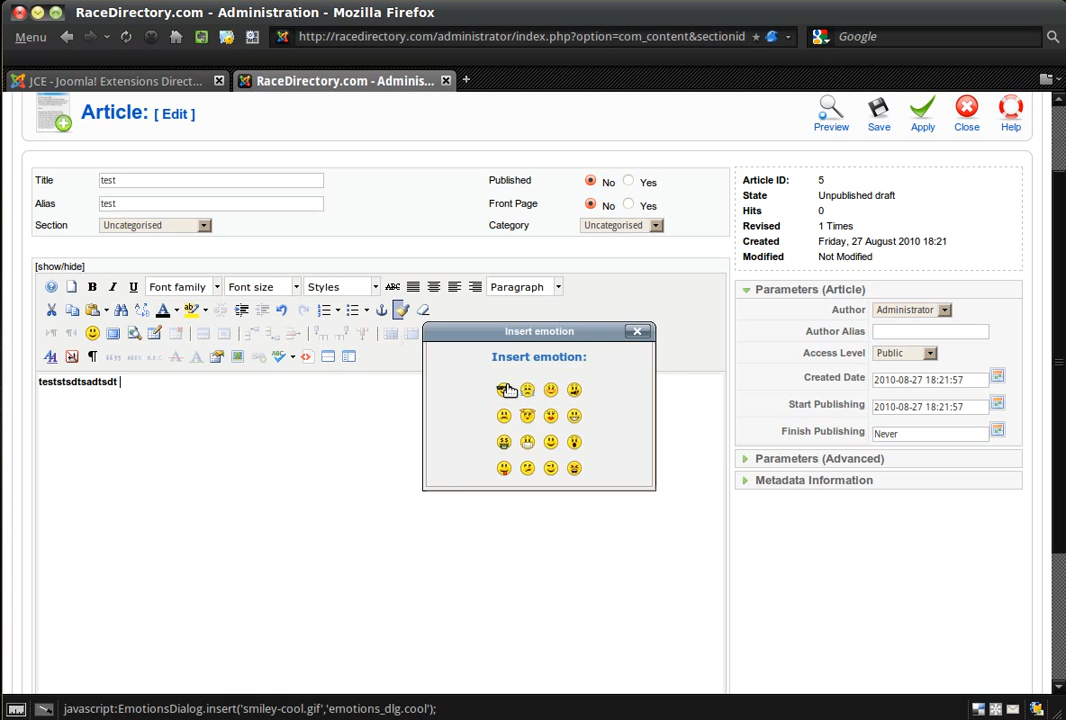 RaceDirectory.com - Administration - Mozilla Firefox
Menu
http://racedirectory.com/administrator/index.php?option=com_content&sectionid
Google
JCE - Joomla! Extensions Direct...
RaceDirectory.com - Adminis...
Article: [ Edit ]
Preview Save Apply Close Help
Title test Published No Yes
Alias test Front Page No Yes
Section Uncategorised Category Uncategorised
Article ID: 5
State Unpublished draft
Hits 0
Revised 1 Times
Created Friday, 27 August 2010 18:21
Modified Not Modified
[show/hide]
B I U Font family Font size Styles ABC Paragraph
Insert emotion
Insert emotion:
teststsdtsadtsdt
Parameters (Article)
Author Administrator
Author Alias
Access Level Public
Created Date 2010-08-27 18:21:57
Start Publishing 2010-08-27 18:21:57
Finish Publishing Never
Parameters (Advanced)
Metadata Information
javascript:EmotionsDialog.insert('smiley-cool.gif','emotions_dlg.cool');